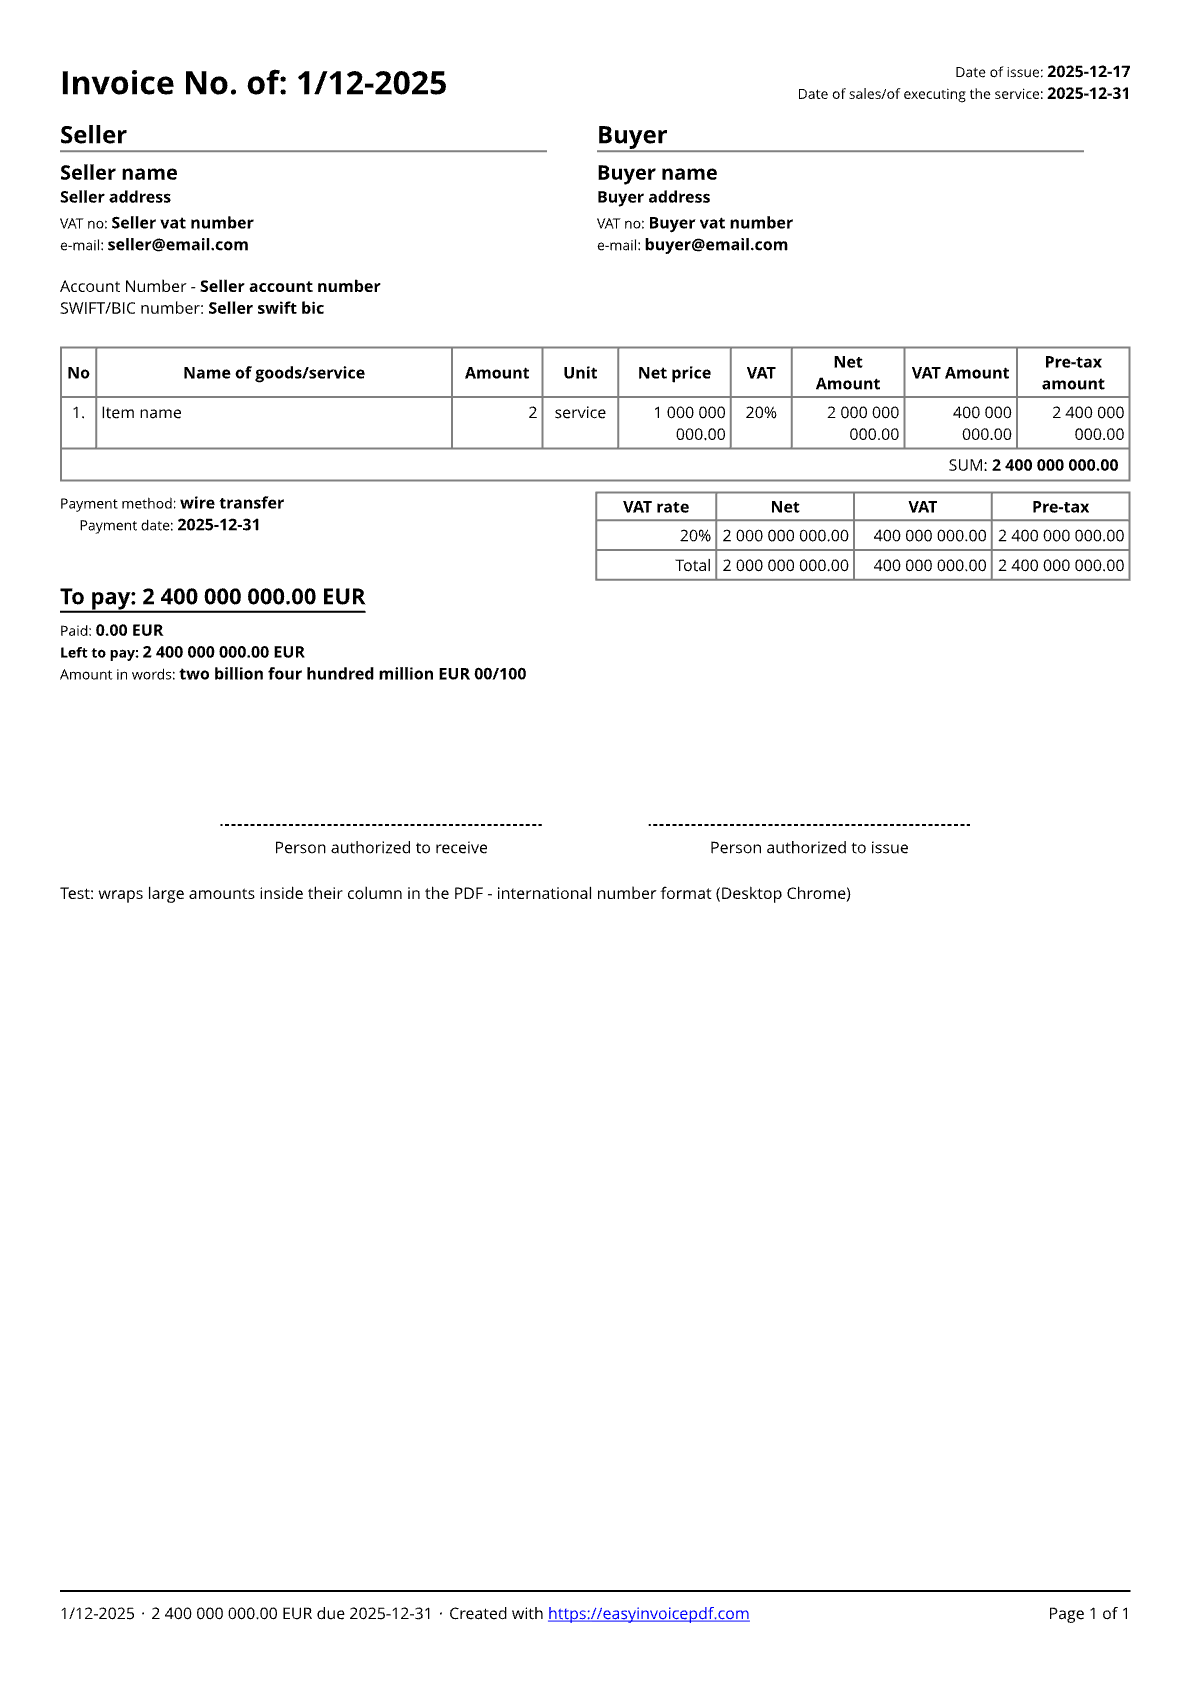 Invoice No. of: 1/12-2025
Date of issue: 2025-12-17
Date of sales/of executing the service: 2025-12-31
Seller
Seller name
Seller address
VAT no: Seller vat number
e-mail: seller@email.com
Account Number - Seller account number
SWIFT/BIC number: Seller swift bic
Buyer
Buyer name
Buyer address
VAT no: Buyer vat number
e-mail: buyer@email.com
No Name of goods/service Amount Unit Net price VAT Net Amount VAT Amount Pre-tax amount
1. Item name 2 service 1 000 000 000.00 20% 2 000 000 000.00 400 000 000.00 2 400 000 000.00
SUM: 2 400 000 000.00
Payment method: wire transfer
Payment date: 2025-12-31
VAT rate Net VAT Pre-tax
20% 2 000 000 000.00 400 000 000.00 2 400 000 000.00
Total 2 000 000 000.00 400 000 000.00 2 400 000 000.00
To pay: 2 400 000 000.00 EUR
Paid: 0.00 EUR
Left to pay: 2 400 000 000.00 EUR
Amount in words: two billion four hundred million EUR 00/100
Person authorized to receive
Person authorized to issue
Test: wraps large amounts inside their column in the PDF - international number format (Desktop Chrome)
1/12-2025 · 2 400 000 000.00 EUR due 2025-12-31 · Created with https://easyinvoicepdf.com
Page 1 of 1